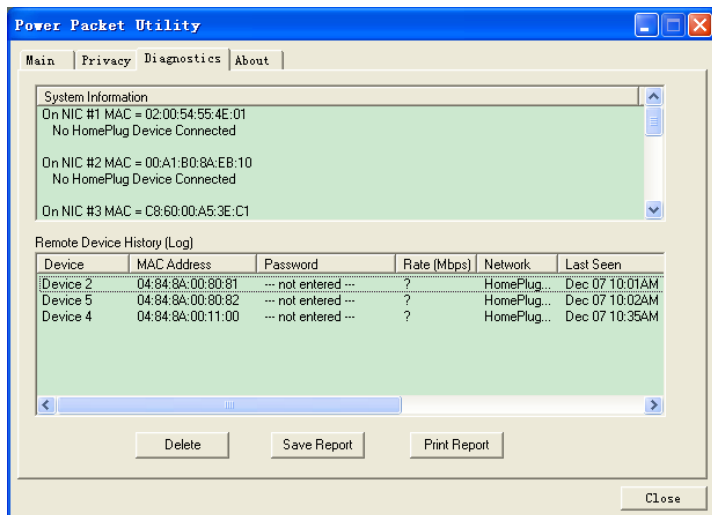 Power Packet Utility
Main Privacy Diagnostics About
System Information
On NIC #1 MAC = 02:00:54:55:4E:01
No HomePlug Device Connected
On NIC #2 MAC = 00:A1:B0:8A:EB:10
No HomePlug Device Connected
On NIC #3 MAC = C8:60:00:A5:3E:C1
Remote Device History (Log)
Device MAC Address Password Rate (Mbps) Network Last Seen
Device 2 04:84:8A:00:80:81 --- not entered --- ? HomePlug... Dec 07 10:01AM
Device 5 04:84:8A:00:80:82 --- not entered --- ? HomePlug... Dec 07 10:02AM
Device 4 04:84:8A:00:11:00 --- not entered --- ? HomePlug... Dec 07 10:35AM
Delete Save Report Print Report
Close